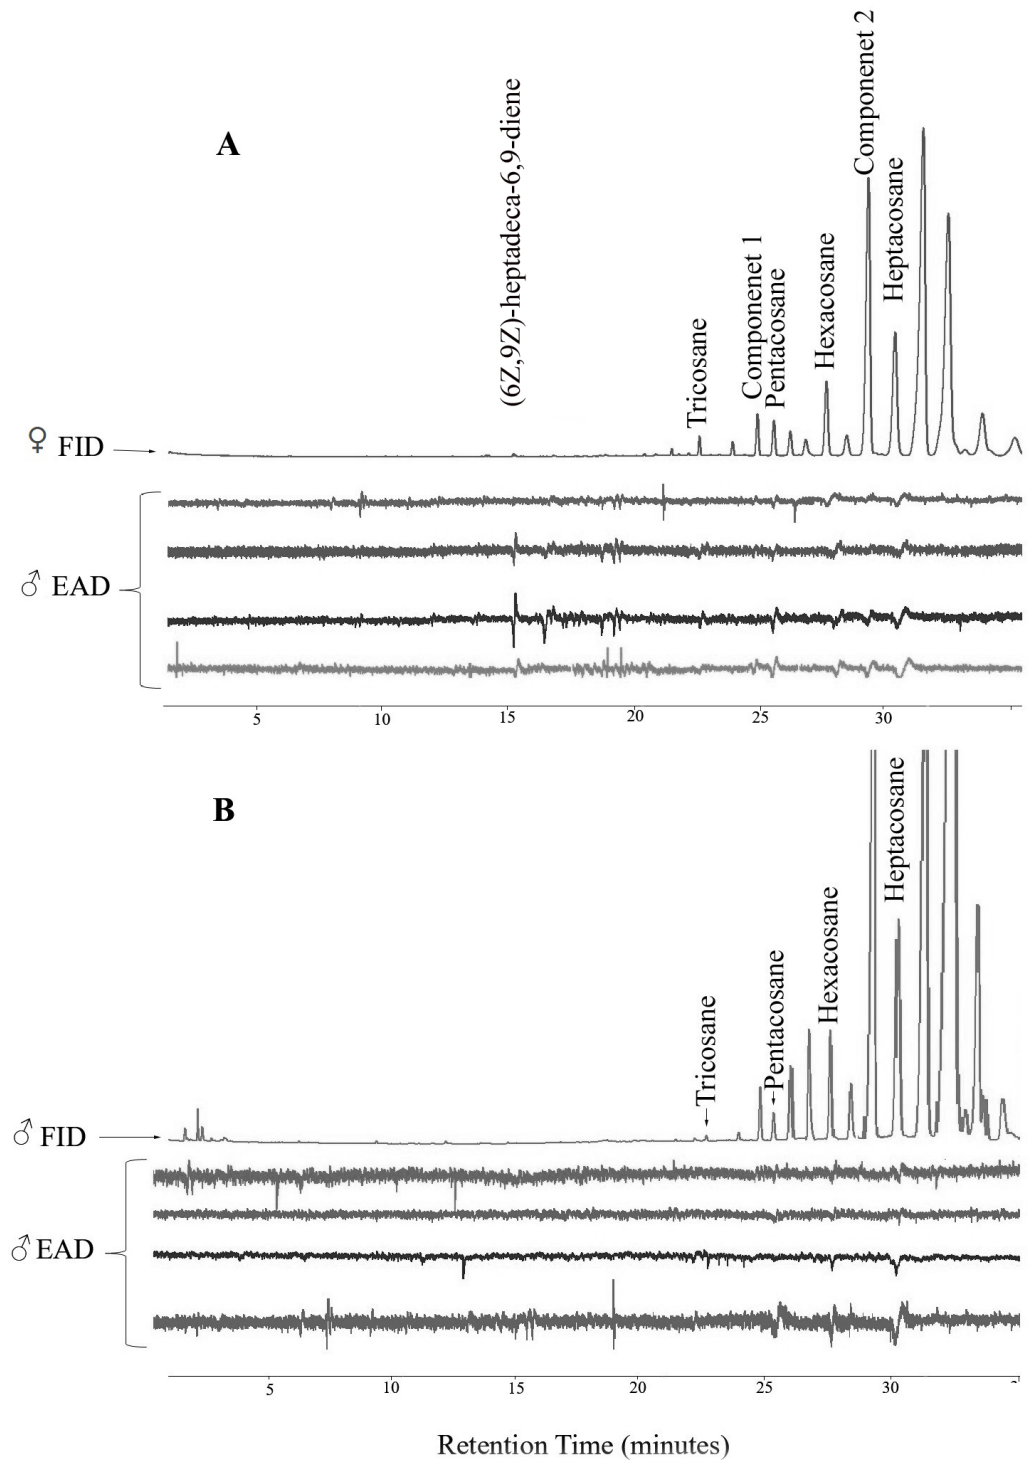 A
(6Z,9Z)-heptadeca-6,9-diene
Tricosane
Componenet 1
Pentacosane
Hexacosane
Componenet 2
Heptacosane
♀ FID
♂ EAD
5 10 15 20 25 30
B
Tricosane
Pentacosane
Hexacosane
Heptacosane
♂ FID
♂ EAD
5 10 15 20 25 30
Retention Time (minutes)